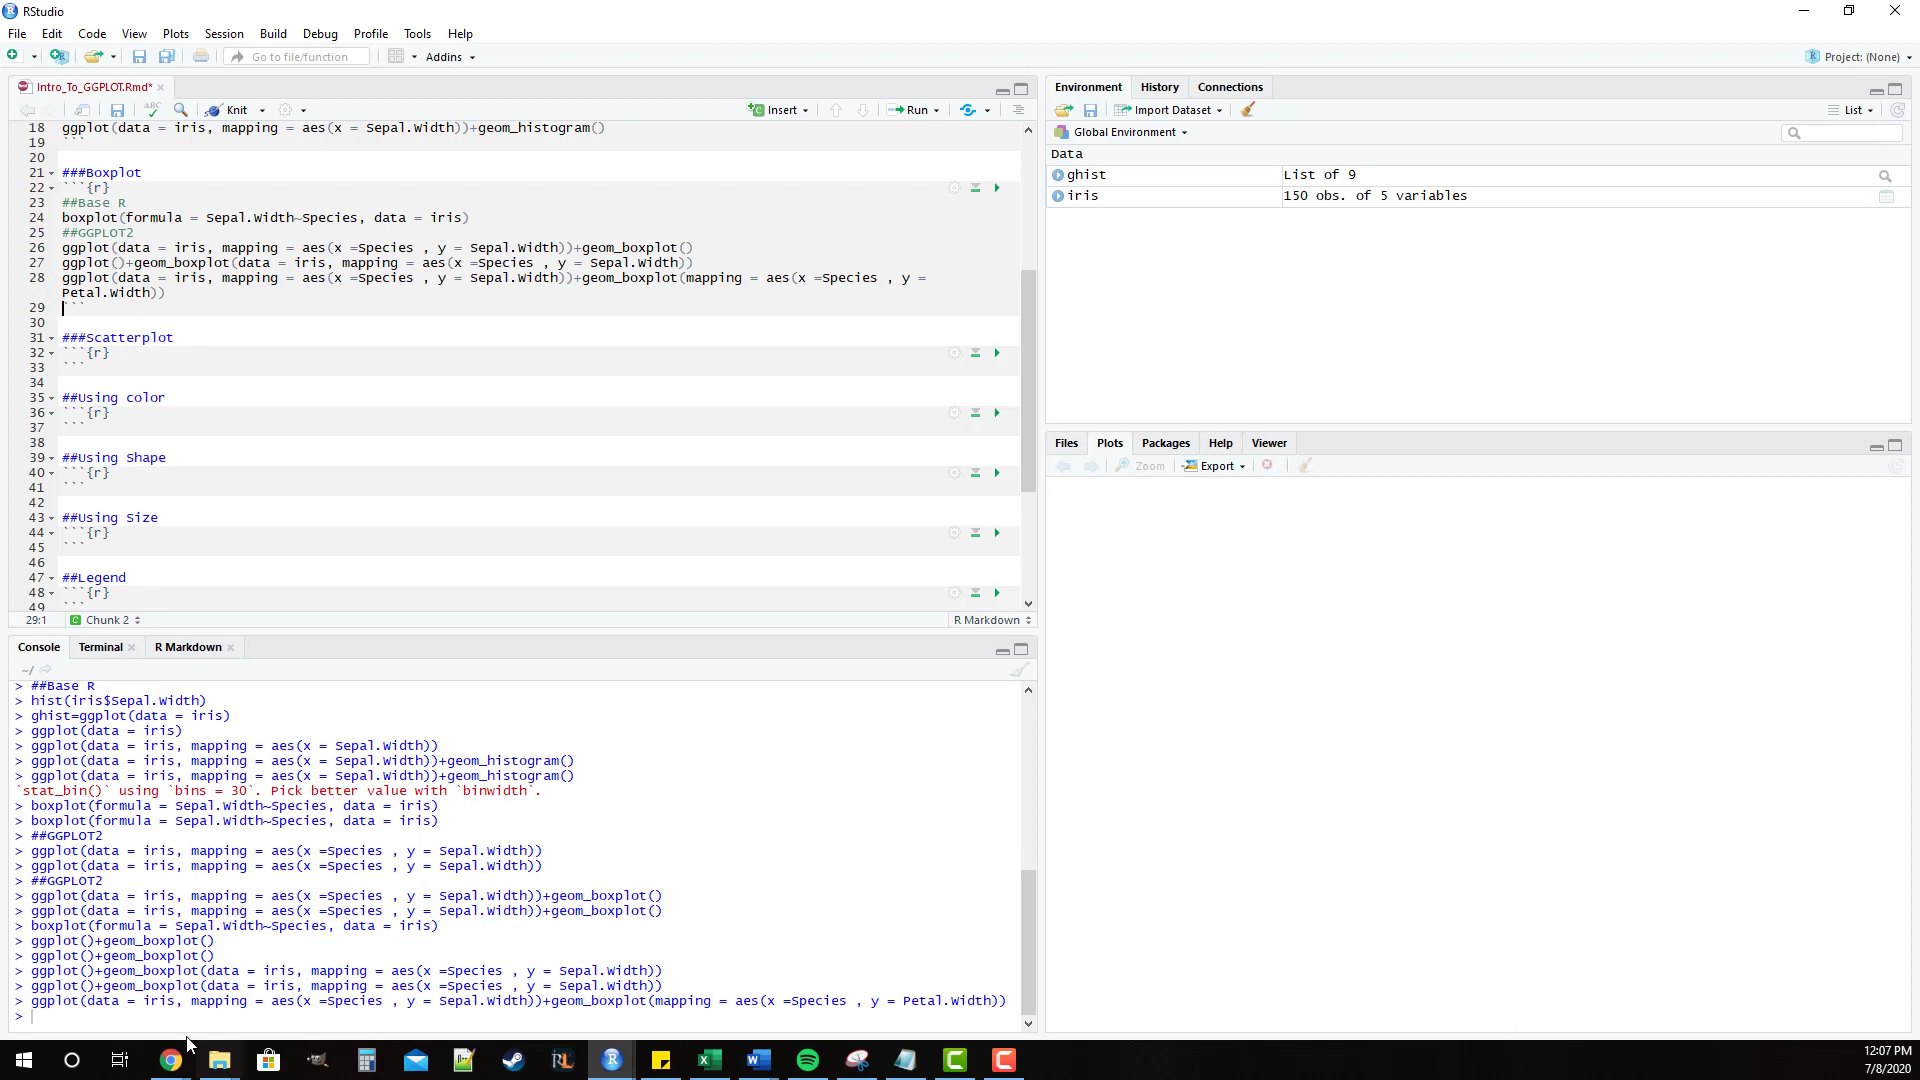 RStudio
File Edit Code View Plots Session Build Debug Profile Tools Help
Go to file/function Addins Project: (None)
Intro_To_GGPLOT.Rmd*
ABC Knit Insert Run
18 ggplot(data = iris, mapping = aes(x = Sepal.Width))+geom_histogram()
19 ```
20
21 ###Boxplot
22 ```{r}
23 ##Base R
24 boxplot(formula = Sepal.Width~Species, data = iris)
25 ##GGPLOT2
26 ggplot(data = iris, mapping = aes(x =Species , y = Sepal.Width))+geom_boxplot()
27 ggplot()+geom_boxplot(data = iris, mapping = aes(x =Species , y = Sepal.Width))
28 ggplot(data = iris, mapping = aes(x =Species , y = Sepal.Width))+geom_boxplot(mapping = aes(x =Species , y =
Petal.Width))
29 ```
30
31 ###Scatterplot
32 ```{r}
33 ```
34
35 ##Using color
36 ```{r}
37 ```
38
39 ##Using Shape
40 ```{r}
41 ```
42
43 ##Using Size
44 ```{r}
45 ```
46
47 ##Legend
48 ```{r}
49 ```
29:1 Chunk 2 R Markdown
Console Terminal R Markdown
~/
> ##Base R
> hist(iris$Sepal.Width)
> ghist=ggplot(data = iris)
> ggplot(data = iris)
> ggplot(data = iris, mapping = aes(x = Sepal.Width))
> ggplot(data = iris, mapping = aes(x = Sepal.Width))+geom_histogram()
> ggplot(data = iris, mapping = aes(x = Sepal.Width))+geom_histogram()
`stat_bin()` using `bins = 30`. Pick better value with `binwidth`.
> boxplot(formula = Sepal.Width~Species, data = iris)
> boxplot(formula = Sepal.Width~Species, data = iris)
> ##GGPLOT2
> ggplot(data = iris, mapping = aes(x =Species , y = Sepal.Width))
> ggplot(data = iris, mapping = aes(x =Species , y = Sepal.Width))
> ##GGPLOT2
> ggplot(data = iris, mapping = aes(x =Species , y = Sepal.Width))+geom_boxplot()
> ggplot(data = iris, mapping = aes(x =Species , y = Sepal.Width))+geom_boxplot()
> boxplot(formula = Sepal.Width~Species, data = iris)
> ggplot()+geom_boxplot()
> ggplot()+geom_boxplot()
> ggplot()+geom_boxplot(data = iris, mapping = aes(x =Species , y = Sepal.Width))
> ggplot()+geom_boxplot(data = iris, mapping = aes(x =Species , y = Sepal.Width))
> ggplot(data = iris, mapping = aes(x =Species , y = Sepal.Width))+geom_boxplot(mapping = aes(x =Species , y = Petal.Width))
>
Environment History Connections
Import Dataset List
Global Environment
Data
ghist List of 9
iris 150 obs. of 5 variables
Files Plots Packages Help Viewer
Zoom Export
12:07 PM
7/8/2020